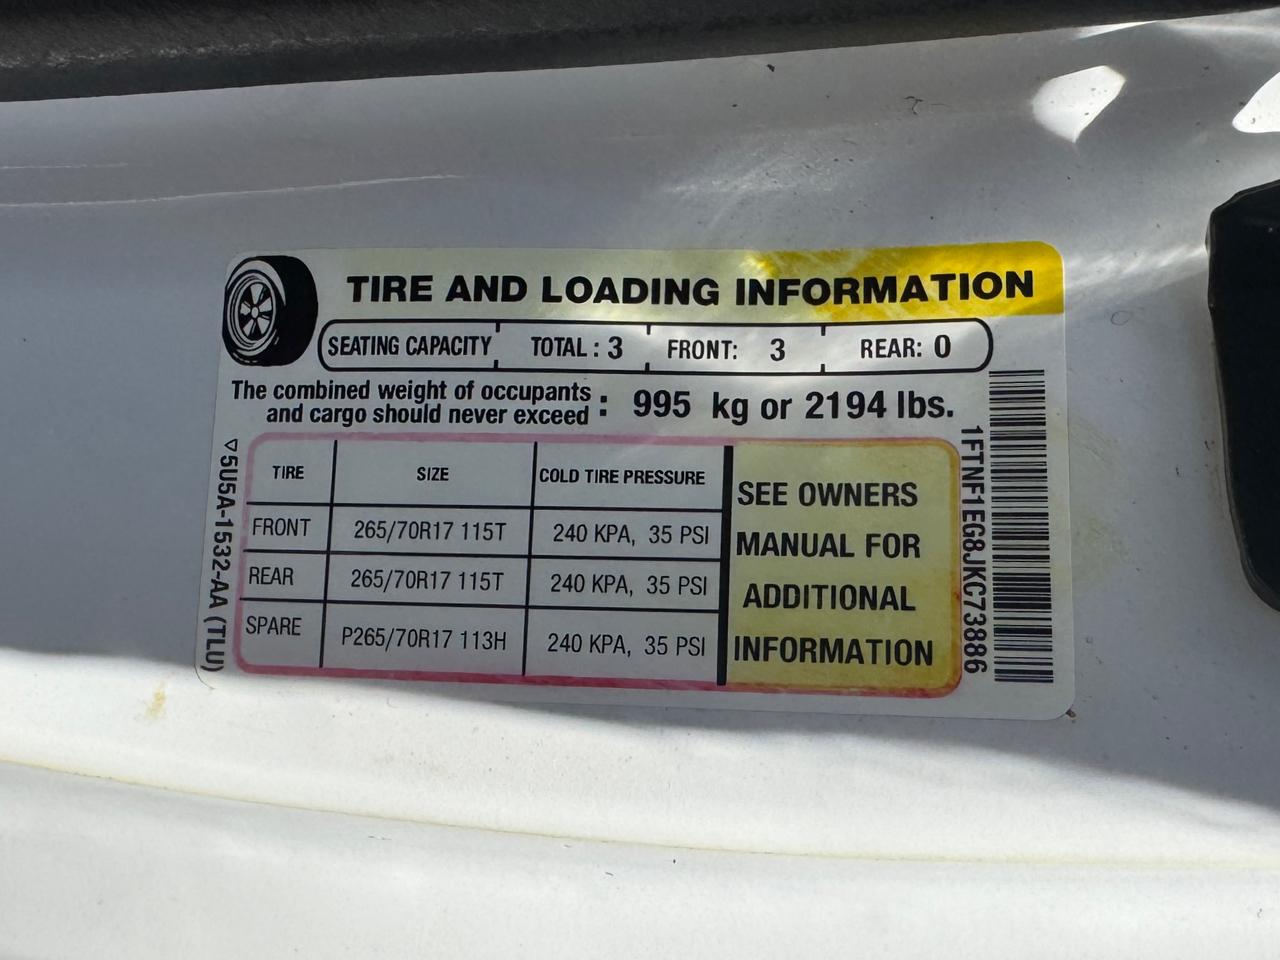 TIRE AND LOADING INFORMATION
SEATING CAPACITY TOTAL : 3 FRONT: 3 REAR: 0
The combined weight of occupants
and cargo should never exceed : 995 kg or 2194 lbs.
TIRE SIZE COLD TIRE PRESSURE
FRONT 265/70R17 115T 240 KPA, 35 PSI
REAR 265/70R17 115T 240 KPA, 35 PSI
SPARE P265/70R17 113H 240 KPA, 35 PSI
SEE OWNERS
MANUAL FOR
ADDITIONAL
INFORMATION
5U5A-1532-AA (TLU)
1FTNF1EG8JKC73886